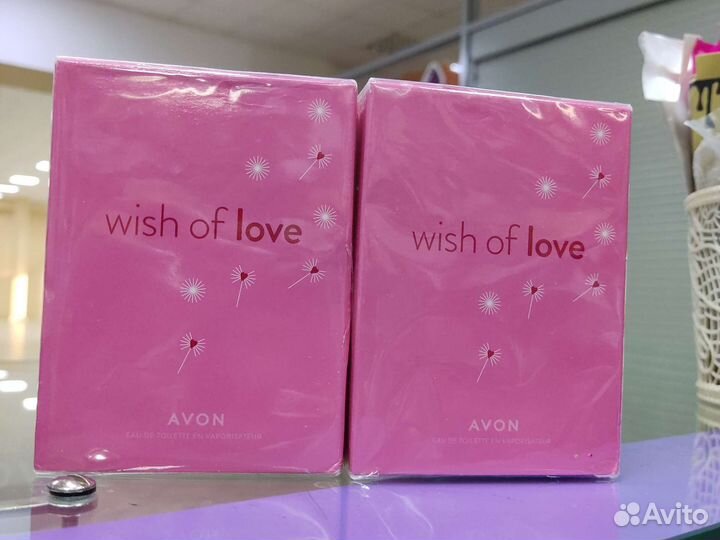 wish of love
AVON
EAU DE TOILETTE EN VAPORISATEUR
wish of love
AVON
EAU DE TOILETTE EN VAPORISATEUR
Avito